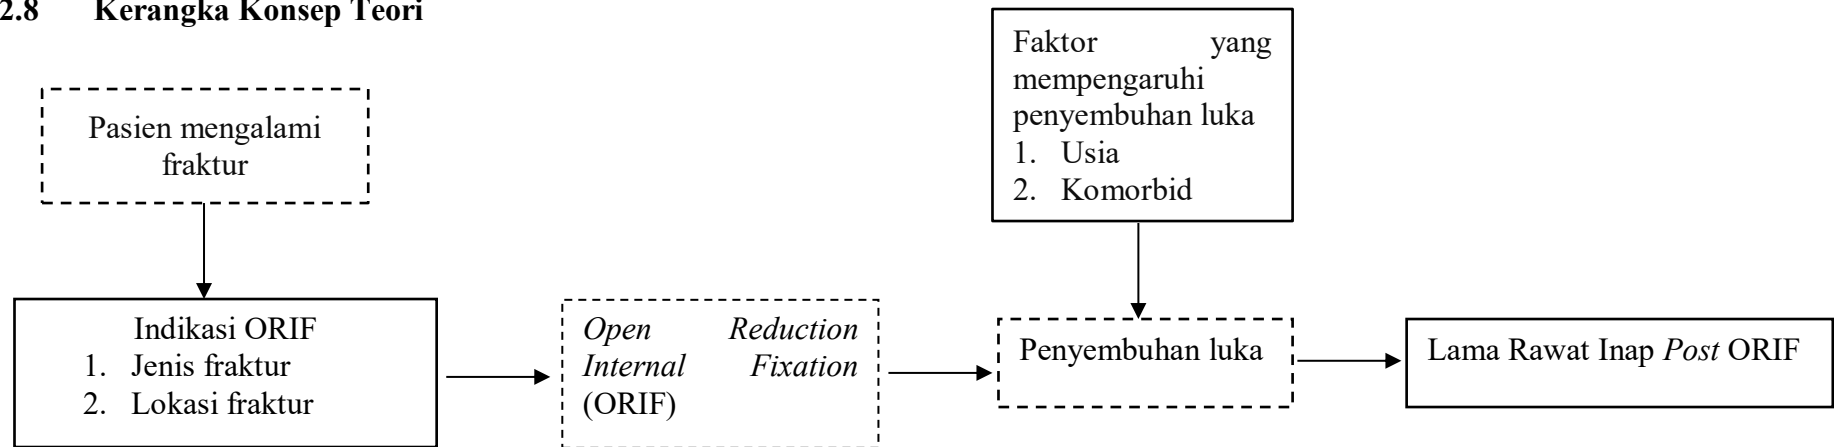 2.8 Kerangka Konsep Teori
Pasien mengalami
fraktur
Indikasi ORIF
1. Jenis fraktur
2. Lokasi fraktur
Open Reduction
Internal Fixation
(ORIF)
Faktor yang
mempengaruhi
penyembuhan luka
1. Usia
2. Komorbid
Penyembuhan luka
Lama Rawat Inap Post ORIF